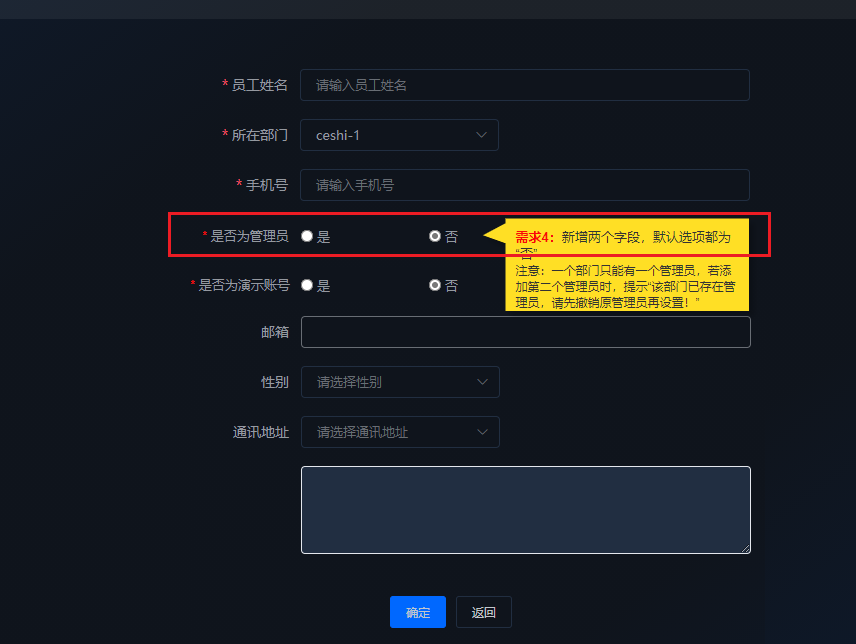 * 员工姓名 请输入员工姓名
* 所在部门 ceshi-1
* 手机号 请输入手机号
* 是否为管理员 是 否
需求4：新增两个字段，默认选项都为
“否”
注意：一个部门只能有一个管理员，若添
加第二个管理员时，提示“该部门已存在管
理员，请先撤销原管理员再设置！”
* 是否为演示账号 是 否
邮箱
性别 请选择性别
通讯地址 请选择通讯地址
确定 返回